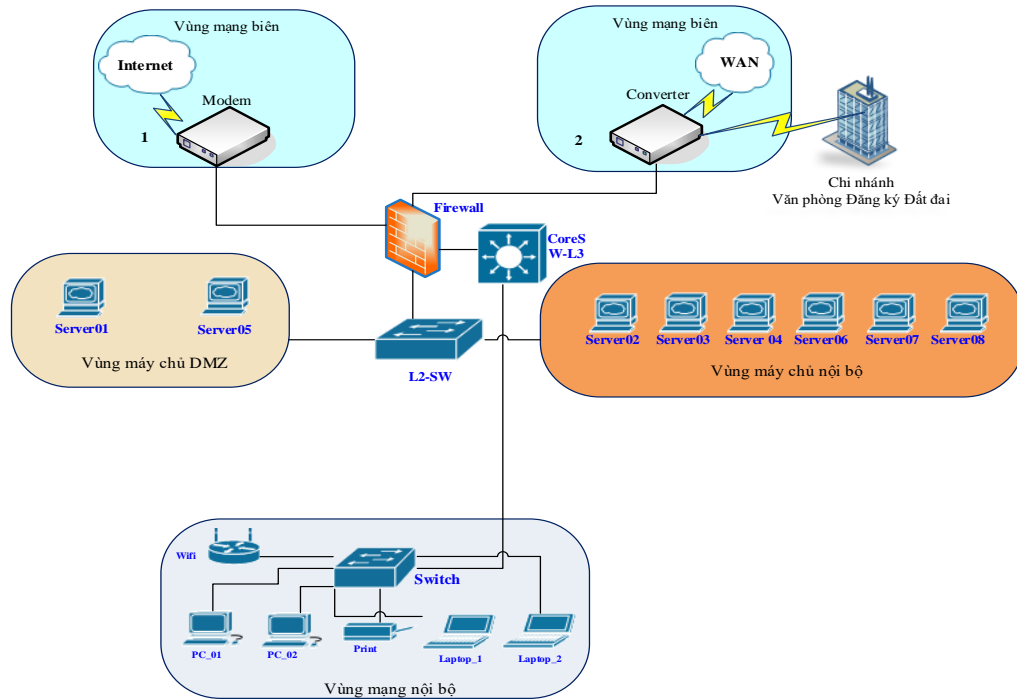 Vùng mạng biên
Vùng mạng biên
Internet
WAN
Modem
Converter
1
2
Chi nhánh
Văn phòng Đăng ký Đất đai
Firewall
CoreS
W-L3
Server01
Server05
Vùng máy chủ DMZ
L2-SW
Server02
Server03
Server 04
Server06
Server07
Server08
Vùng máy chủ nội bộ
Wifi
Switch
PC_01
PC_02
Print
Laptop_1
Laptop_2
Vùng mạng nội bộ